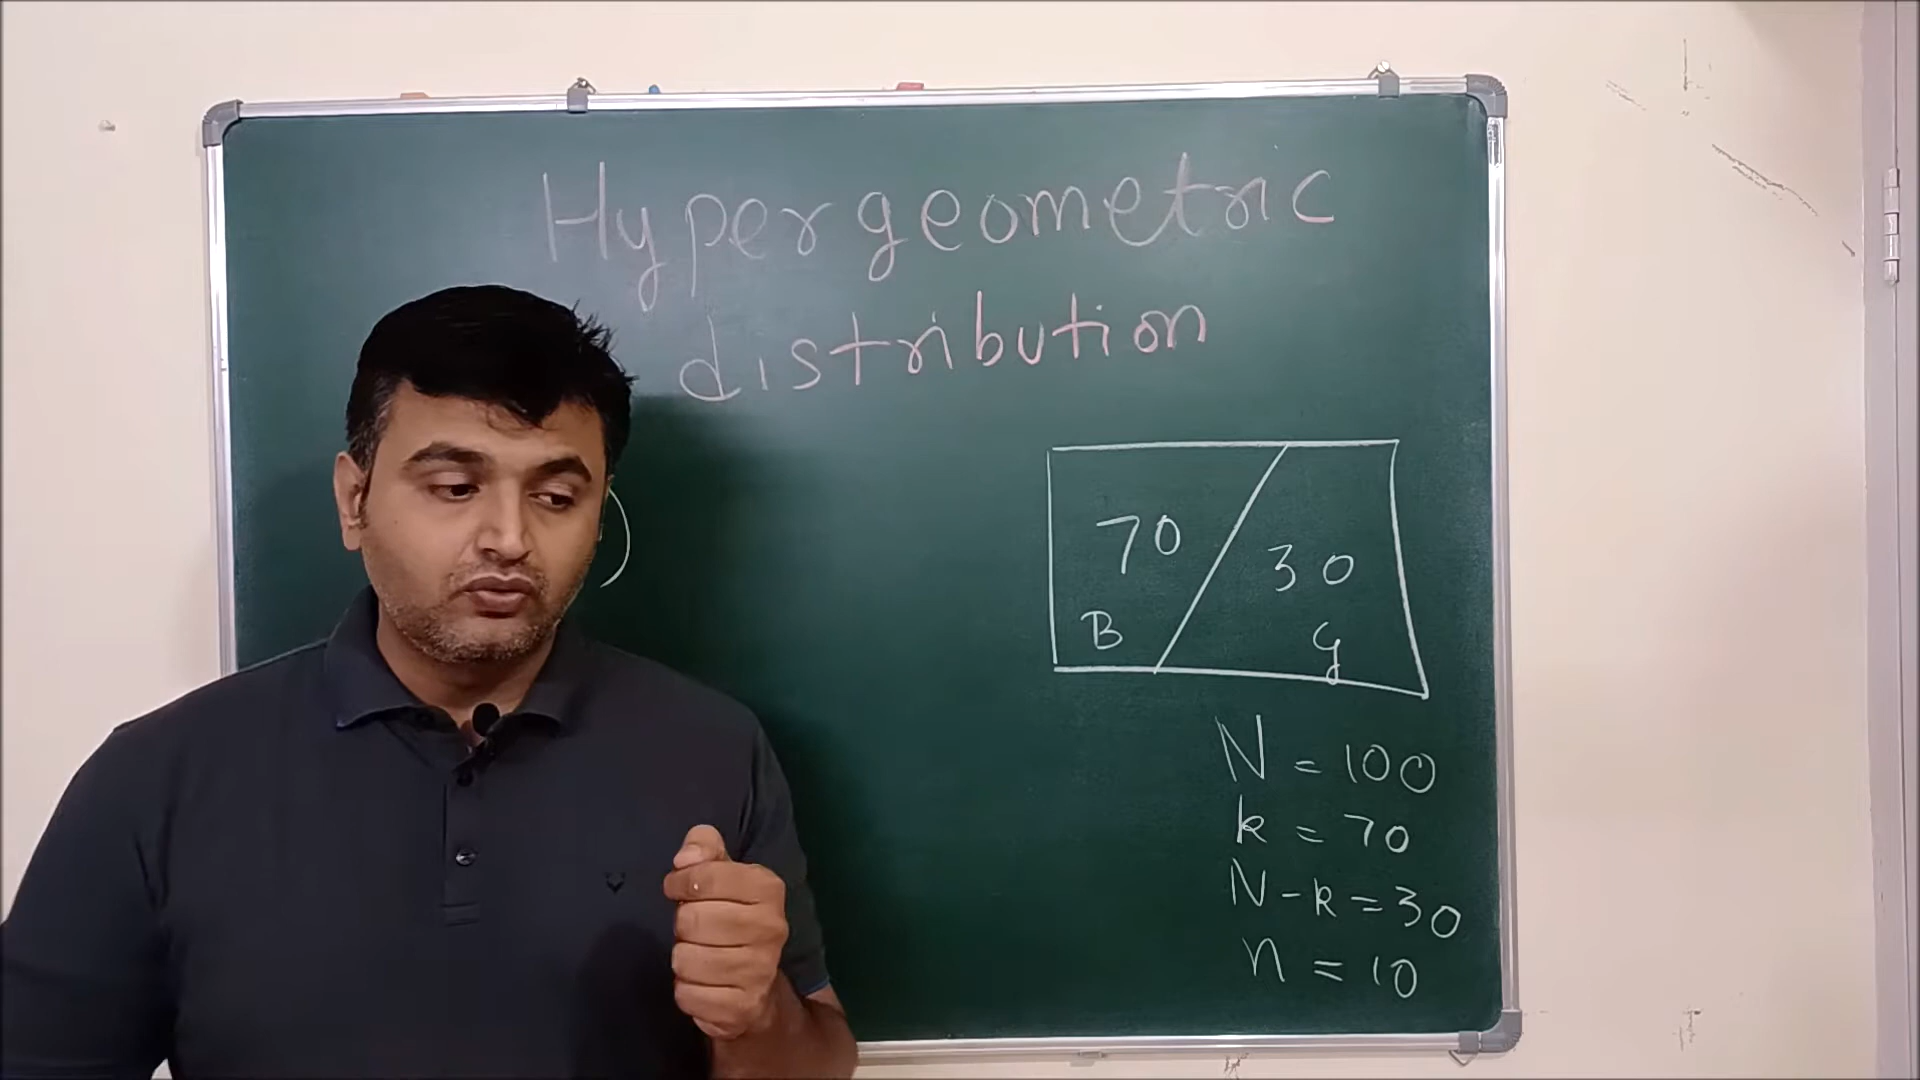 Hypergeometric
distribution
)
70
30
B
G
N = 100
k = 70
N - k = 30
n = 10